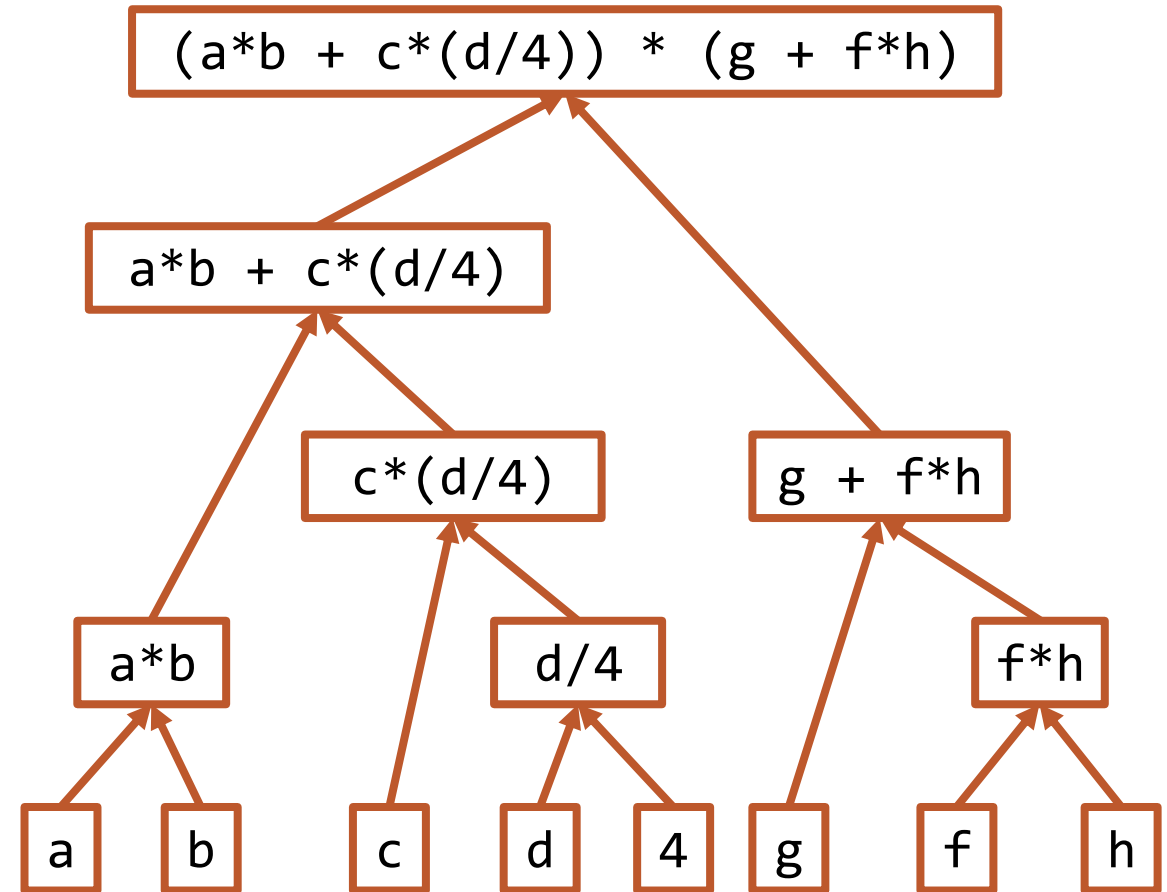 (a*b + c*(d/4)) * (g + f*h)
a*b + c*(d/4)
c*(d/4)
g + f*h
a*b
d/4
f*h
a
b
c
d
4
g
f
h